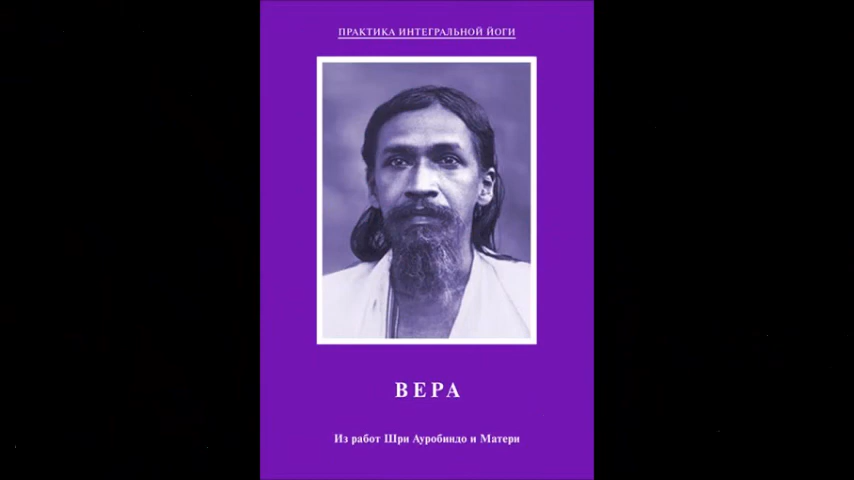 ПРАКТИКА ИНТЕГРАЛЬНОЙ ЙОГИ
ВЕРА
Из работ Шри Ауробиндо и Матери